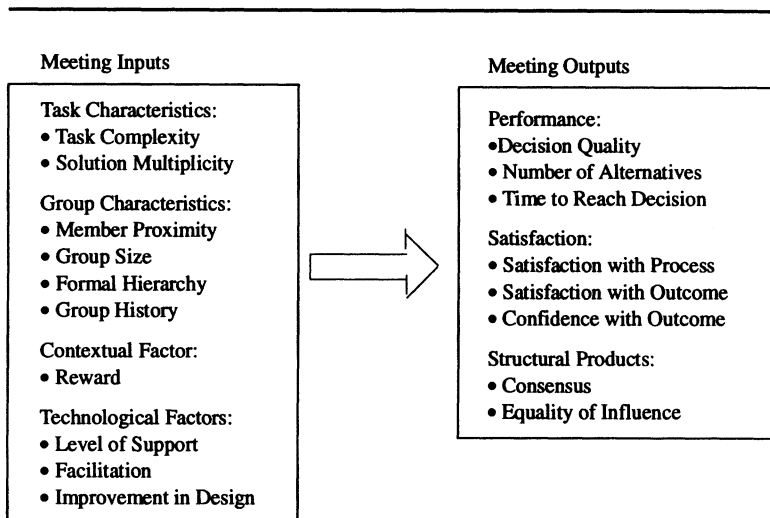 Meeting Inputs
Task Characteristics:
• Task Complexity
• Solution Multiplicity
Group Characteristics:
• Member Proximity
• Group Size
• Formal Hierarchy
• Group History
Contextual Factor:
• Reward
Technological Factors:
• Level of Support
• Facilitation
• Improvement in Design
Meeting Outputs
Performance:
•Decision Quality
• Number of Alternatives
• Time to Reach Decision
Satisfaction:
• Satisfaction with Process
• Satisfaction with Outcome
• Confidence with Outcome
Structural Products:
• Consensus
• Equality of Influence